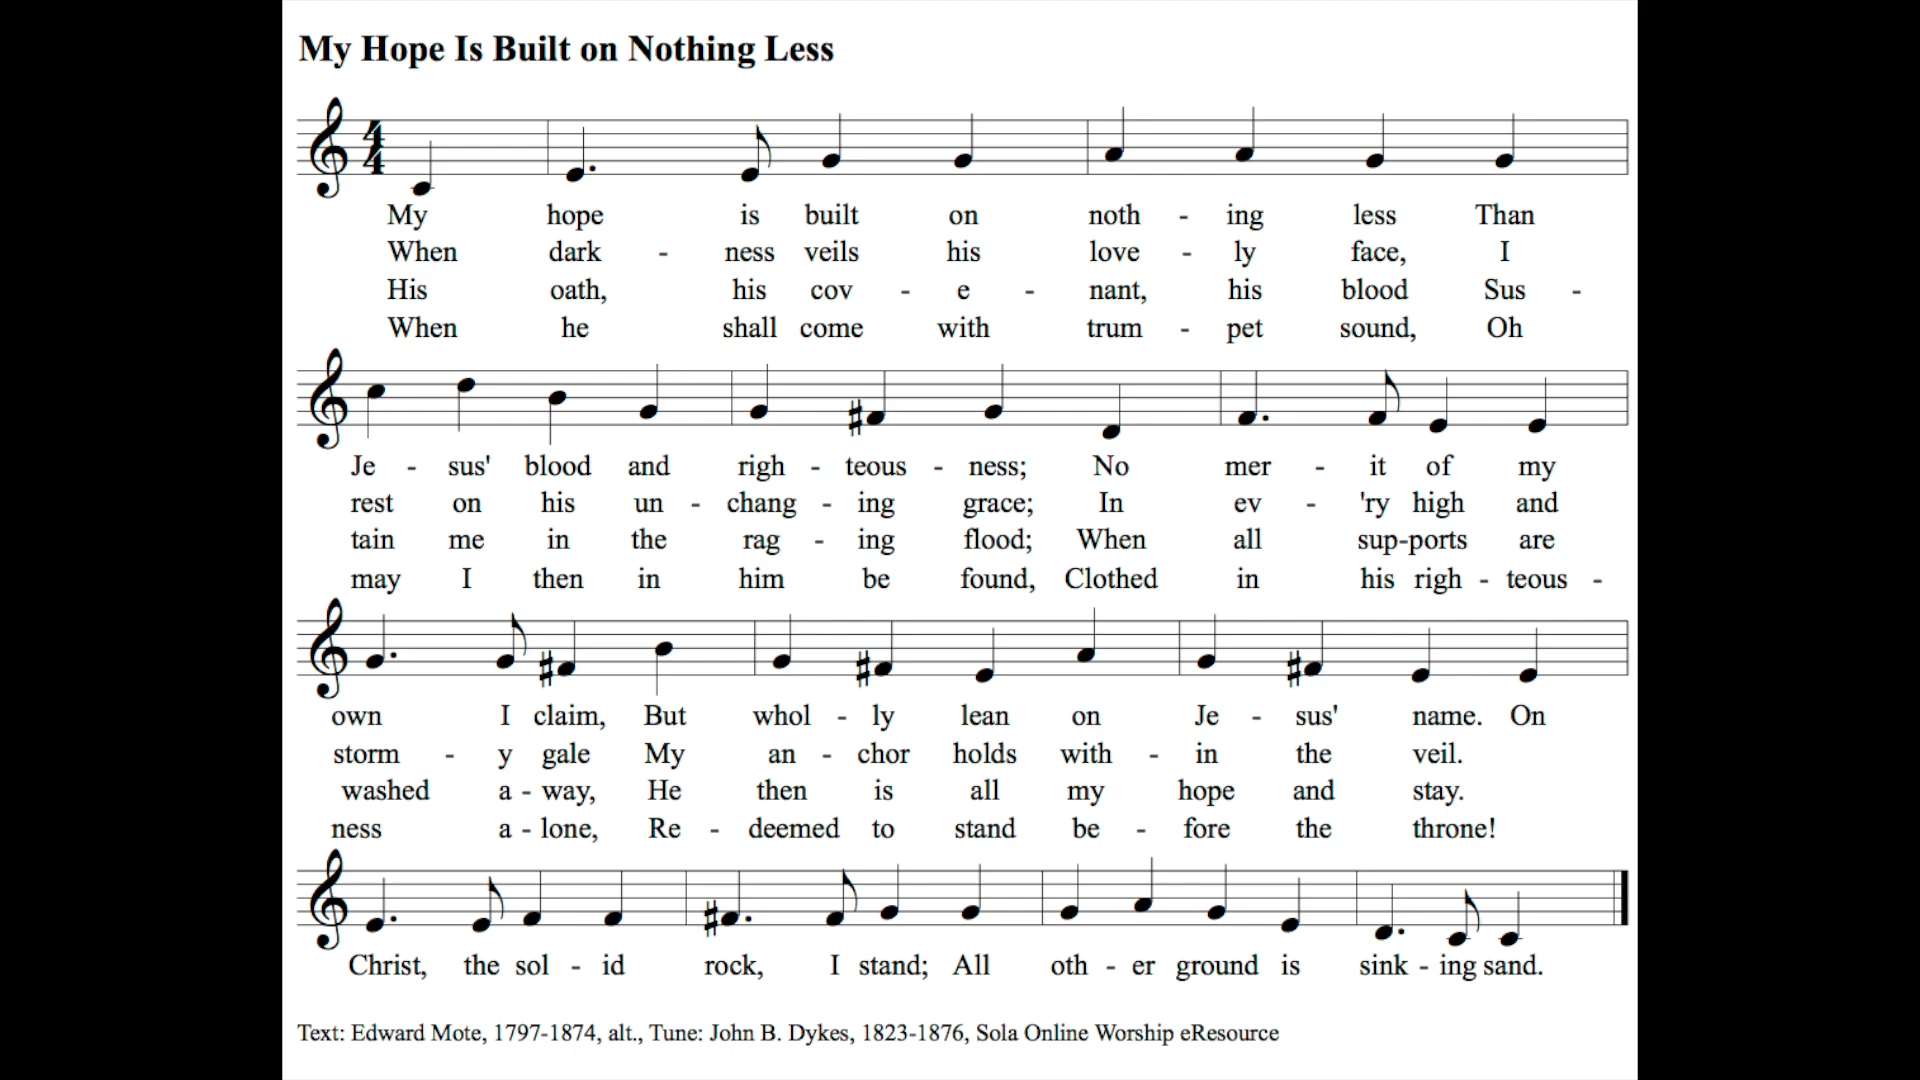 My Hope Is Built on Nothing Less
4
4
My hope is built on noth - ing less Than
When dark - ness veils his love - ly face, I
His oath, his cov - e - nant, his blood Sus -
When he shall come with trum - pet sound, Oh
Je - sus' blood and righ - teous - ness; No mer - it of my
rest on his un - chang - ing grace; In ev - 'ry high and
tain me in the rag - ing flood; When all sup-ports are
may I then in him be found, Clothed in his righ - teous -
own I claim, But whol - ly lean on Je - sus' name. On
storm - y gale My an - chor holds with - in the veil.
washed a - way, He then is all my hope and stay.
ness a - lone, Re - deemed to stand be - fore the throne!
Christ, the sol - id rock, I stand; All oth - er ground is sink - ing sand.
Text: Edward Mote, 1797-1874, alt., Tune: John B. Dykes, 1823-1876, Sola Online Worship eResource